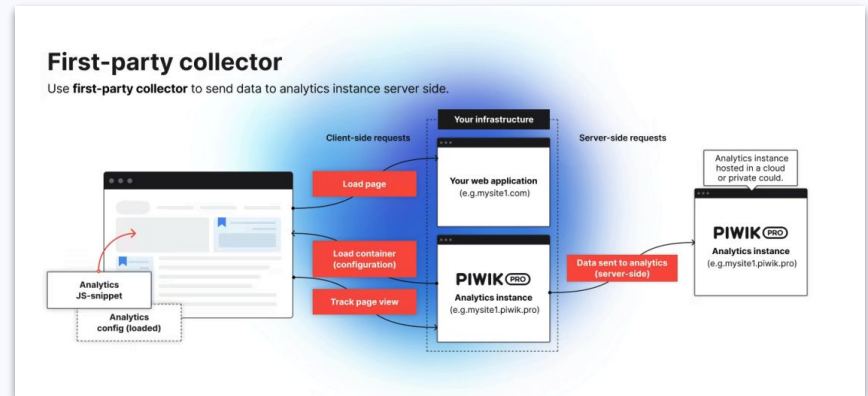 First-party collector
Use first-party collector to send data to analytics instance server side.
Your infrastructure
Client-side requests
Server-side requests
Load page
Your web application
(e.g.mysite1.com)
Analytics instance
hosted in a cloud
or private could.
Load container
(configuration)
PIWIK PRO
Analytics instance
(e.g.mysite1.piwik.pro)
Data sent to analytics
(server-side)
PIWIK PRO
Analytics instance
(e.g.mysite1.piwik.pro)
Track page view
Analytics
JS-snippet
Analytics
config (loaded)